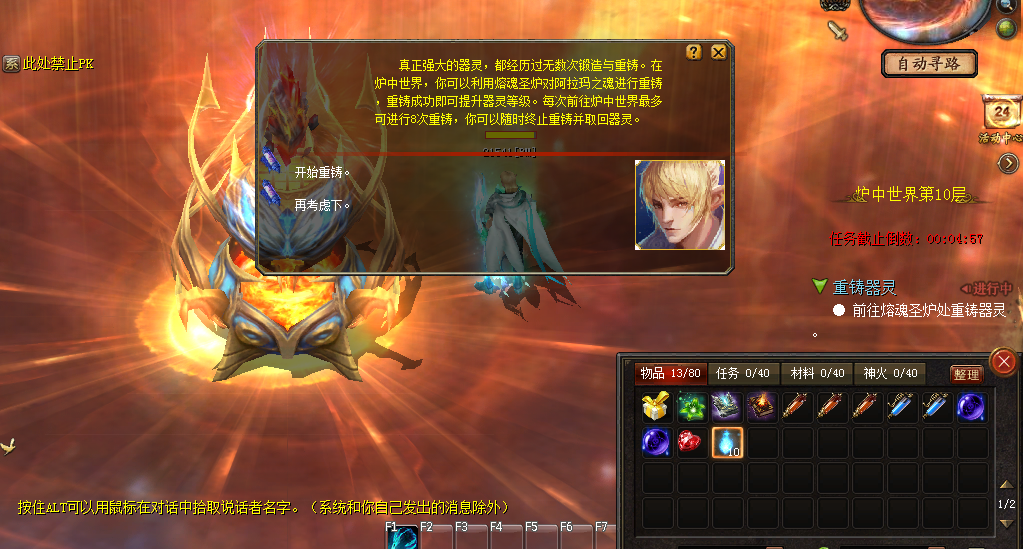 系 此处禁止PK
真正强大的器灵，都经历过无数次锻造与重铸。在
炉中世界，你可以利用熔魂圣炉对阿拉玛之魂进行重铸
，重铸成功即可提升器灵等级。每次前往炉中世界最多
可进行8次重铸，你可以随时终止重铸并取回器灵。
开始重铸。
再考虑下。
自动寻路
24
活动中心
炉中世界第10层
任务截止倒数：00:04:57
重铸器灵 进行中
前往熔魂圣炉处重铸器灵
物品 13/80 任务 0/40 材料 0/40 神火 0/40 整理
10
1/2
按住ALT可以用鼠标在对话中拾取说话者名字。（系统和你自己发出的消息除外）
F1 F2 F3 F4 F5 F6 F7